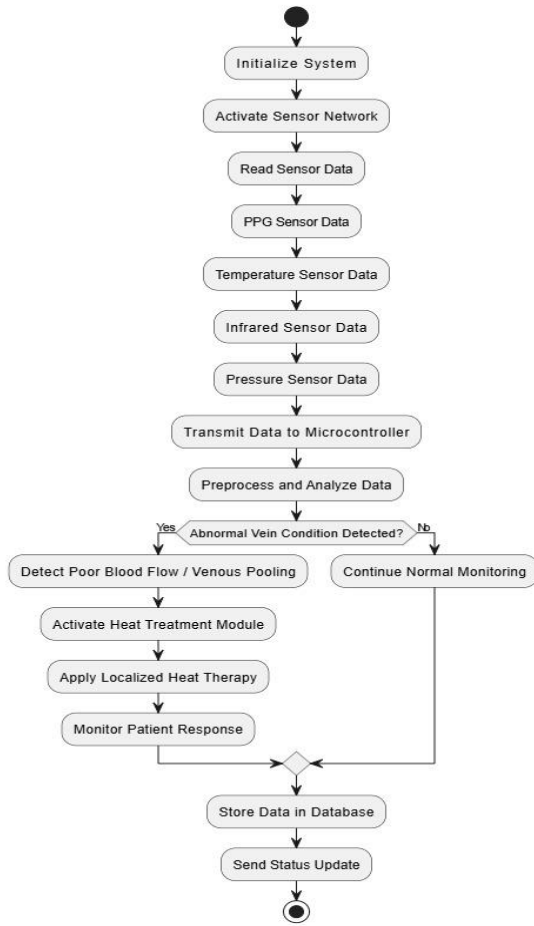 Initialize System
Activate Sensor Network
Read Sensor Data
PPG Sensor Data
Temperature Sensor Data
Infrared Sensor Data
Pressure Sensor Data
Transmit Data to Microcontroller
Preprocess and Analyze Data
Yes
Abnormal Vein Condition Detected?
No
Detect Poor Blood Flow / Venous Pooling
Continue Normal Monitoring
Activate Heat Treatment Module
Apply Localized Heat Therapy
Monitor Patient Response
Store Data in Database
Send Status Update